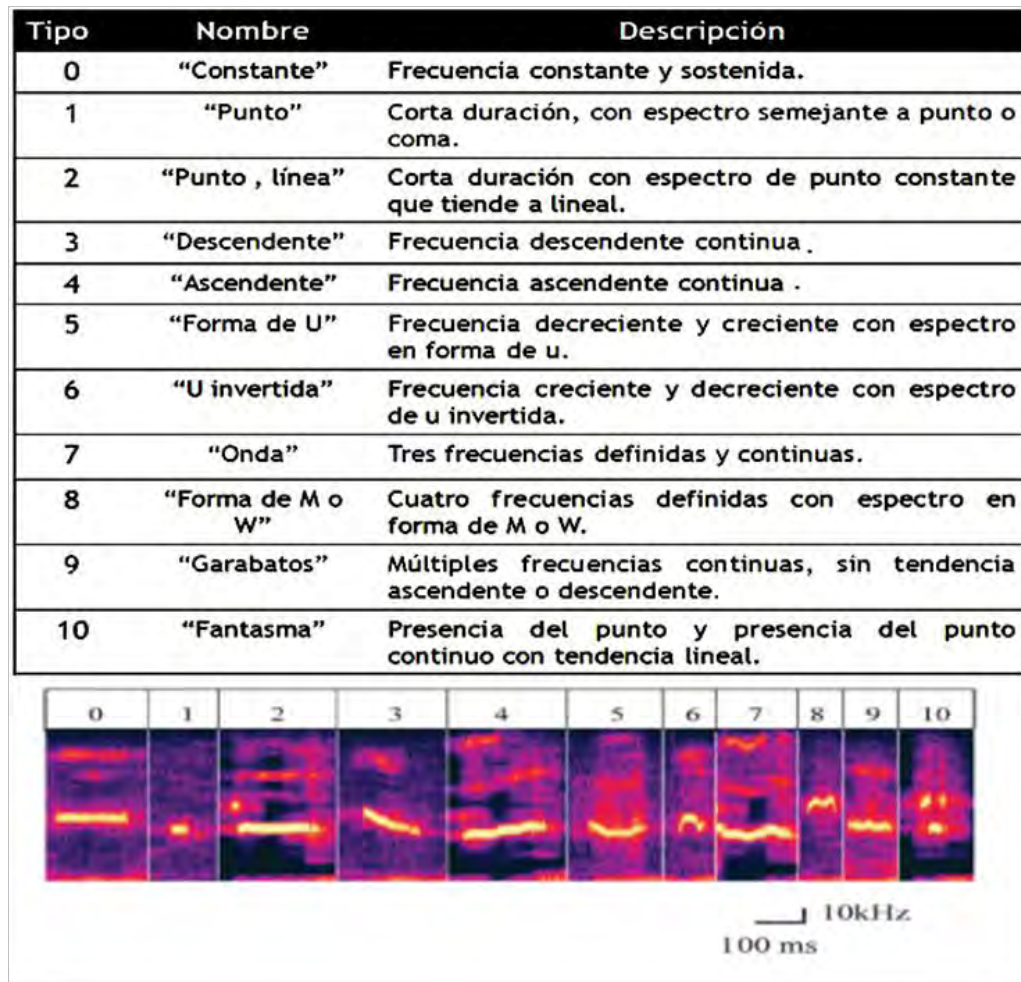 Tipo Nombre Descripción
0 “Constante” Frecuencia constante y sostenida.
1 “Punto” Corta duración, con espectro semejante a punto o
coma.
2 “Punto , línea” Corta duración con espectro de punto constante
que tiende a lineal.
3 “Descendente” Frecuencia descendente continua .
4 “Ascendente” Frecuencia ascendente continua .
5 “Forma de U” Frecuencia decreciente y creciente con espectro
en forma de u.
6 “U invertida” Frecuencia creciente y decreciente con espectro
de u invertida.
7 “Onda” Tres frecuencias definidas y continuas.
8 “Forma de M o Cuatro frecuencias definidas con espectro en
W” forma de M o W.
9 “Garabatos” Múltiples frecuencias continuas, sin tendencia
ascendente o descendente.
10 “Fantasma” Presencia del punto y presencia del punto
continuo con tendencia lineal.
0 1 2 3 4 5 6 7 8 9 10
10kHz
100 ms